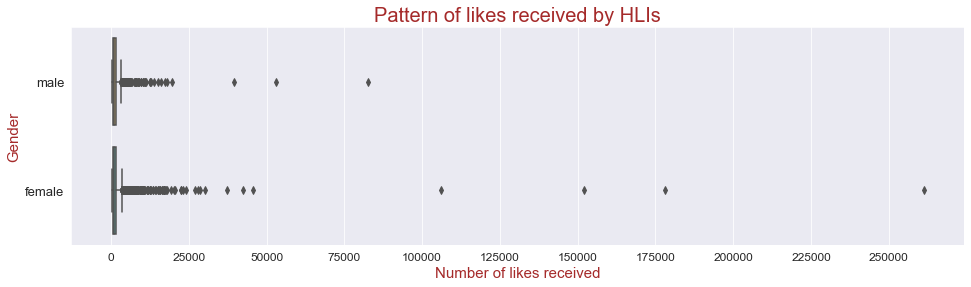 Pattern of likes received by HLIs
Gender
male
female
0 25000 50000 75000 100000 125000 150000 175000 200000 225000 250000
Number of likes received